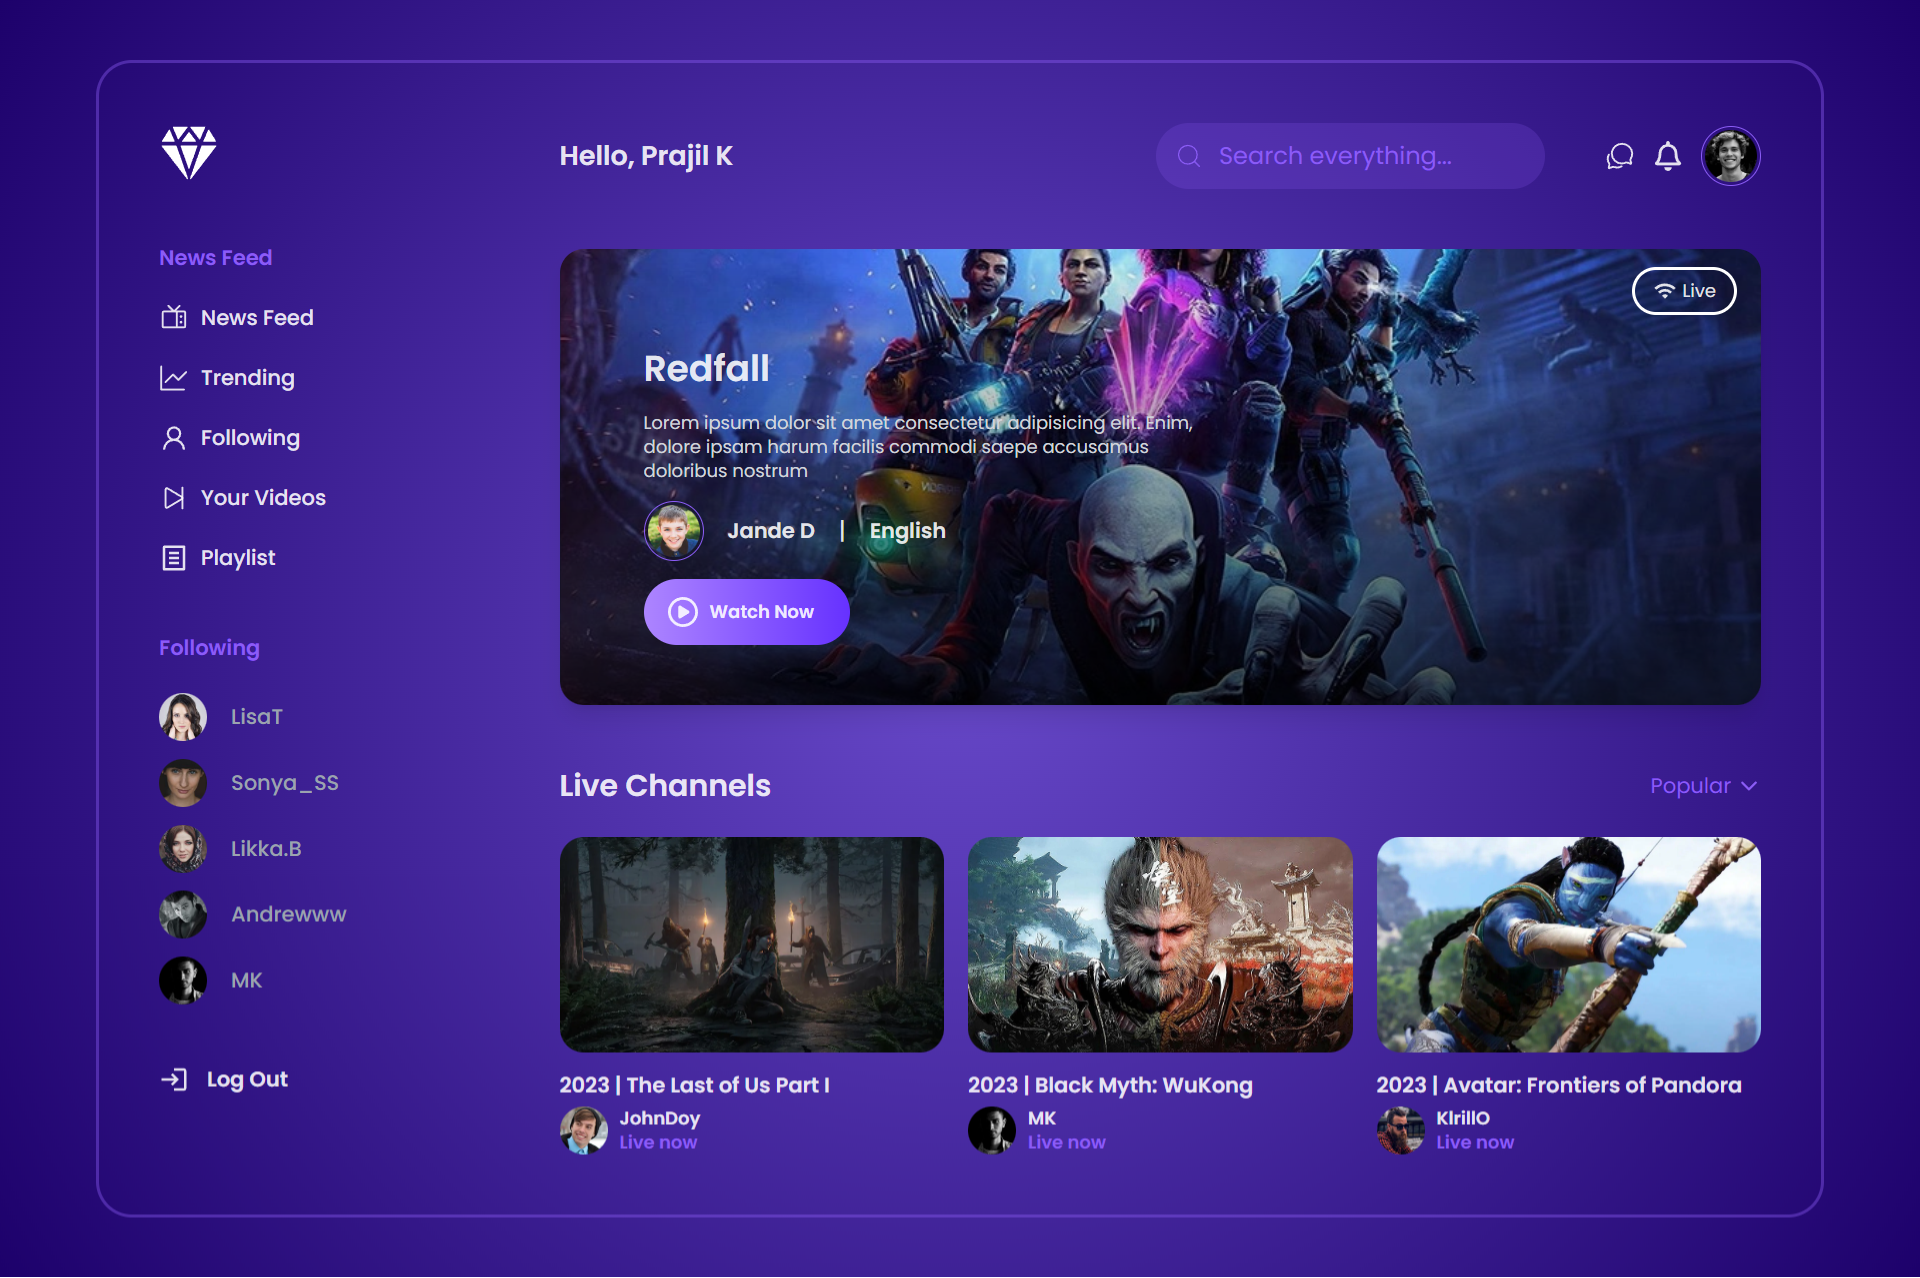 Hello, Prajil K
Search everything...
News Feed
News Feed
Trending
Following
Your Videos
Playlist
Following
LisaT
Sonya_SS
Likka.B
Andrewww
MK
Log Out
Live
Redfall
Lorem ipsum dolor sit amet consectetur adipisicing elit. Enim,
dolore ipsam harum facilis commodi saepe accusamus
doloribus nostrum
Jande D | English
Watch Now
Live Channels
Popular
2023 | The Last of Us Part I
JohnDoy
Live now
2023 | Black Myth: WuKong
MK
Live now
2023 | Avatar: Frontiers of Pandora
KlrillO
Live now